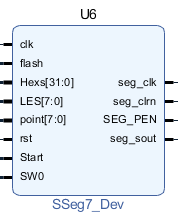 U6
clk
flash
Hexs[31:0] seg_clk
LES[7:0] seg_clrn
point[7:0] SEG_PEN
rst seg_sout
Start
SW0
SSeg7_Dev